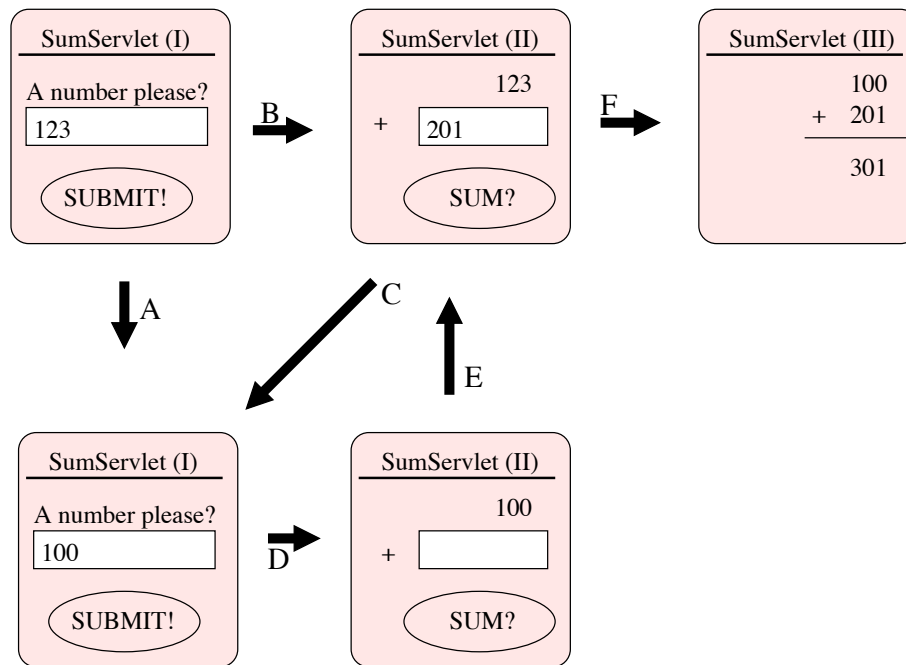 SumServlet (I)
A number please?
123
SUBMIT!
B
SumServlet (II)
123
+ 201
SUM?
F
SumServlet (III)
100
+ 201
301
A
C
E
SumServlet (I)
A number please?
100
SUBMIT!
D
SumServlet (II)
100
+
SUM?